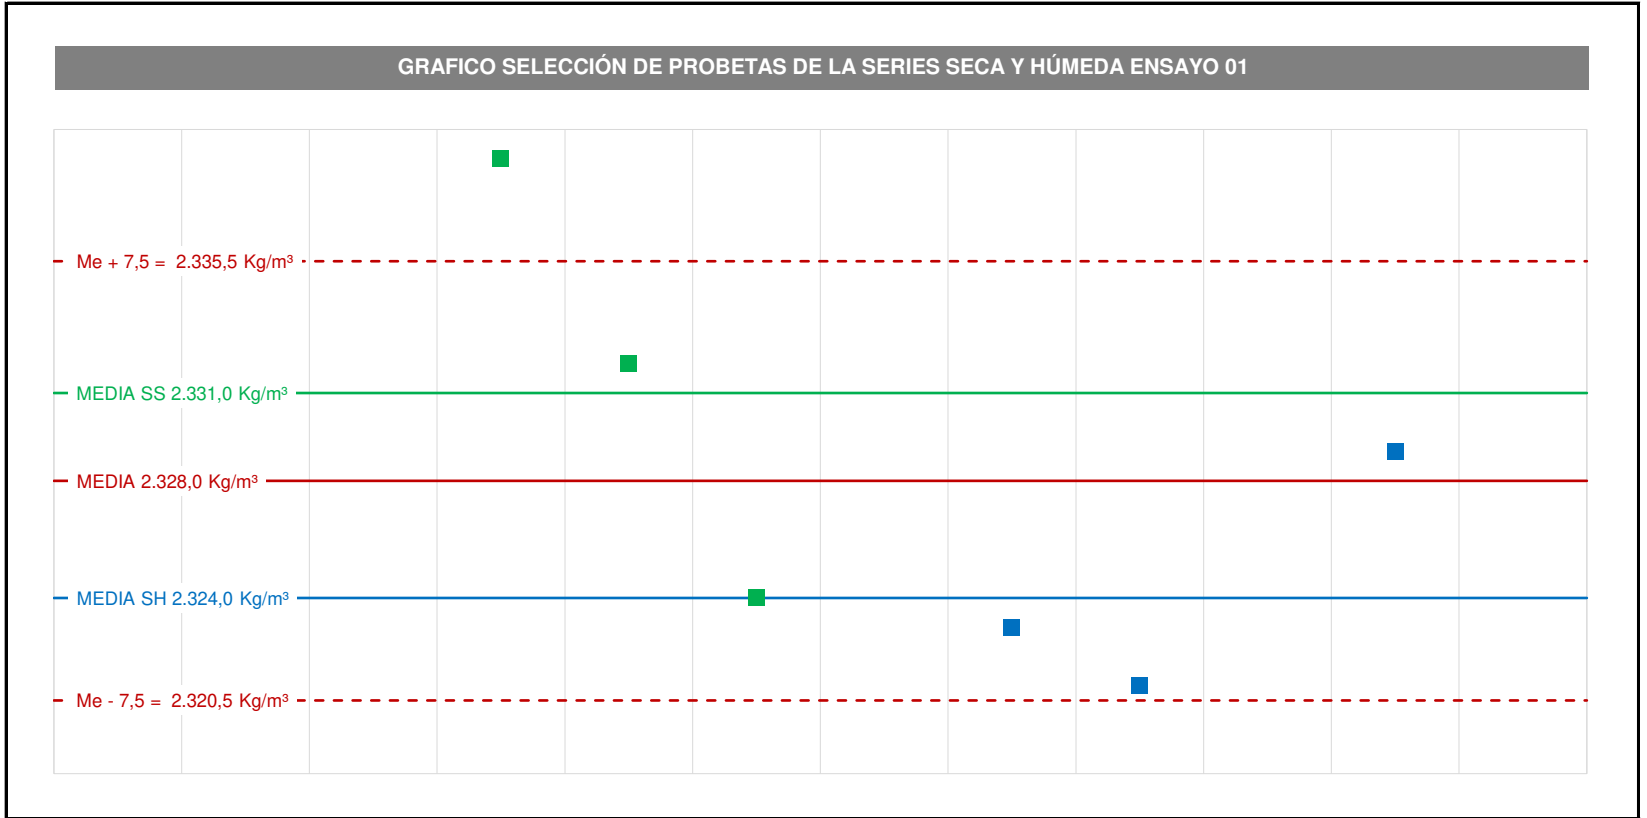 GRAFICO SELECCIÓN DE PROBETAS DE LA SERIES SECA Y HÚMEDA ENSAYO 01
Me + 7,5 = 2.335,5 Kg/m³
MEDIA SS 2.331,0 Kg/m³
MEDIA 2.328,0 Kg/m³
MEDIA SH 2.324,0 Kg/m³
Me - 7,5 = 2.320,5 Kg/m³